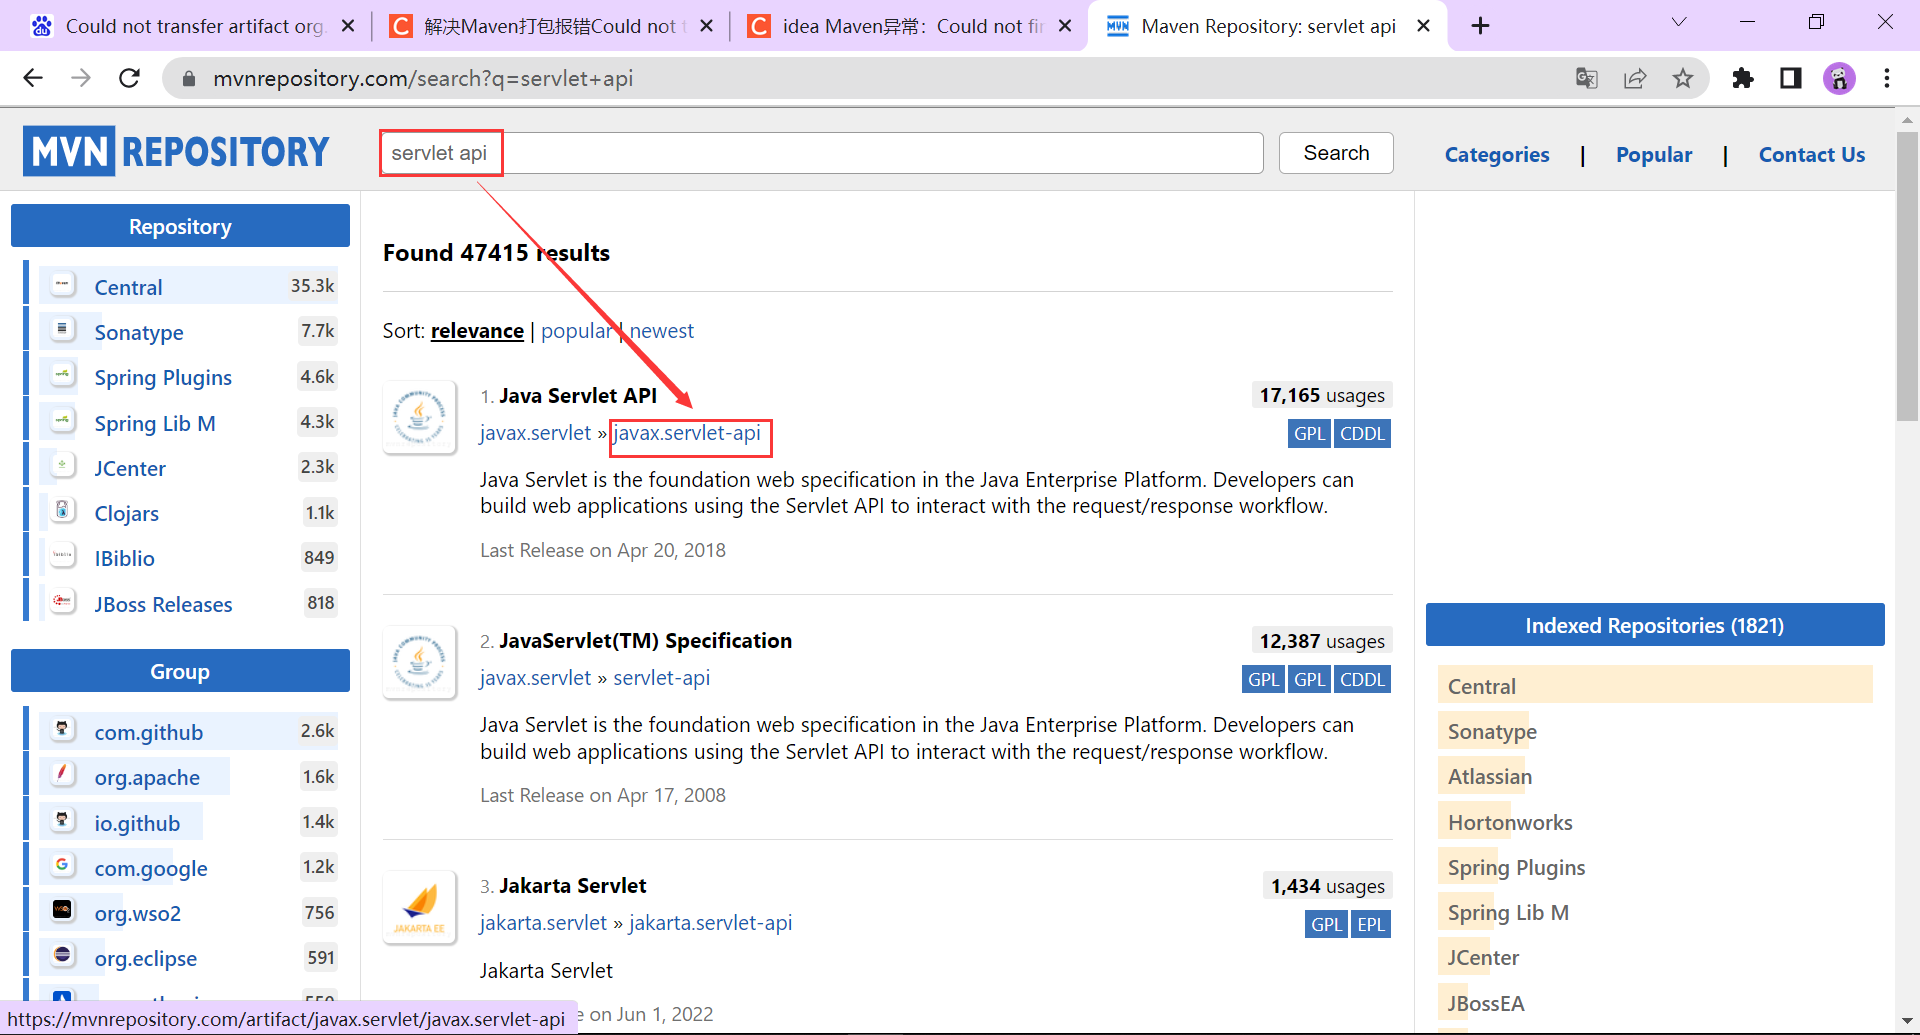 Could not transfer artifact org.
解决Maven打包报错Could not t
idea Maven异常：Could not fir
Maven Repository: servlet api
mvnrepository.com/search?q=servlet+api
MVN REPOSITORY
servlet api
Search
Categories | Popular | Contact Us
Repository
Central 35.3k
Sonatype 7.7k
Spring Plugins 4.6k
Spring Lib M 4.3k
JCenter 2.3k
Clojars 1.1k
IBiblio 849
JBoss Releases 818
Group
com.github 2.6k
org.apache 1.6k
io.github 1.4k
com.google 1.2k
org.wso2 756
org.eclipse 591
Found 47415 results
Sort: relevance | popular | newest
1. Java Servlet API
17,165 usages
javax.servlet » javax.servlet-api
GPL CDDL
Java Servlet is the foundation web specification in the Java Enterprise Platform. Developers can
build web applications using the Servlet API to interact with the request/response workflow.
Last Release on Apr 20, 2018
2. JavaServlet(TM) Specification
12,387 usages
javax.servlet » servlet-api
GPL GPL CDDL
Java Servlet is the foundation web specification in the Java Enterprise Platform. Developers can
build web applications using the Servlet API to interact with the request/response workflow.
Last Release on Apr 17, 2008
3. Jakarta Servlet
1,434 usages
jakarta.servlet » jakarta.servlet-api
GPL EPL
JAKARTA EE
Jakarta Servlet
e on Jun 1, 2022
Indexed Repositories (1821)
Central
Sonatype
Atlassian
Hortonworks
Spring Plugins
Spring Lib M
JCenter
JBossEA
https://mvnrepository.com/artifact/javax.servlet/javax.servlet-api